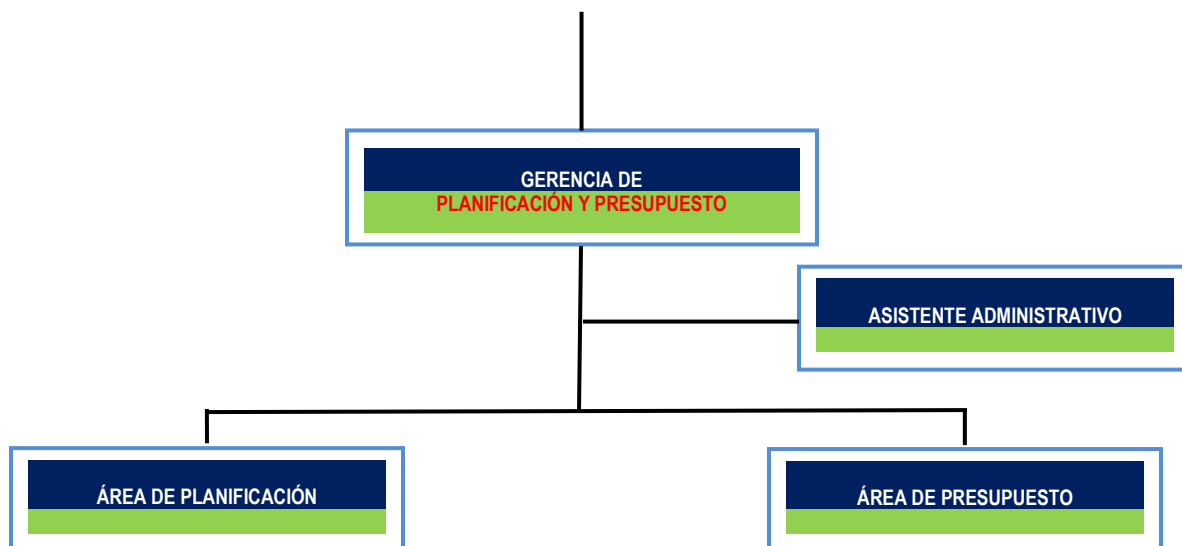 GERENCIA DE
PLANIFICACIÓN Y PRESUPUESTO
ASISTENTE ADMINISTRATIVO
ÁREA DE PLANIFICACIÓN
ÁREA DE PRESUPUESTO